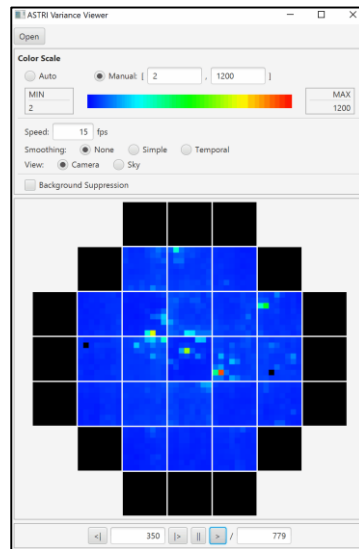 ASTRI Variance Viewer
Open
Color Scale
Auto Manual: [ 2 , 1200 ]
MIN MAX
2 1200
Speed: 15 fps
Smoothing: None Simple Temporal
View: Camera Sky
Background Suppression
<| 350 |> || > / 779